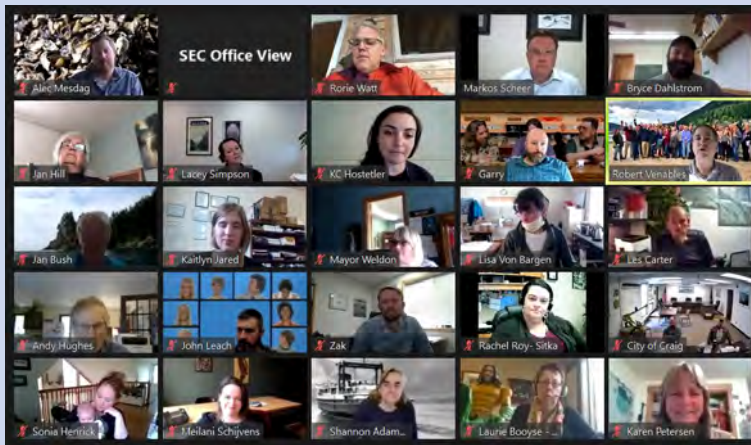 SEC Office View
Alec Mesdag
Rorie Watt
Markos Scheer
Bryce Dahlstrom
Jan Hill
Lacey Simpson
KC Hostetler
Garry
Robert Venables
Jan Bush
Kaitlyn Jared
Mayor Weldon
Lisa Von Bargen
Les Carter
Andy Hughes
John Leach
Zak
Rachel Roy- Sitka
City of Craig
Sonia Henrick
Meilani Schijvens
Shannon Adam...
Laurie Booyse - ...
Karen Petersen